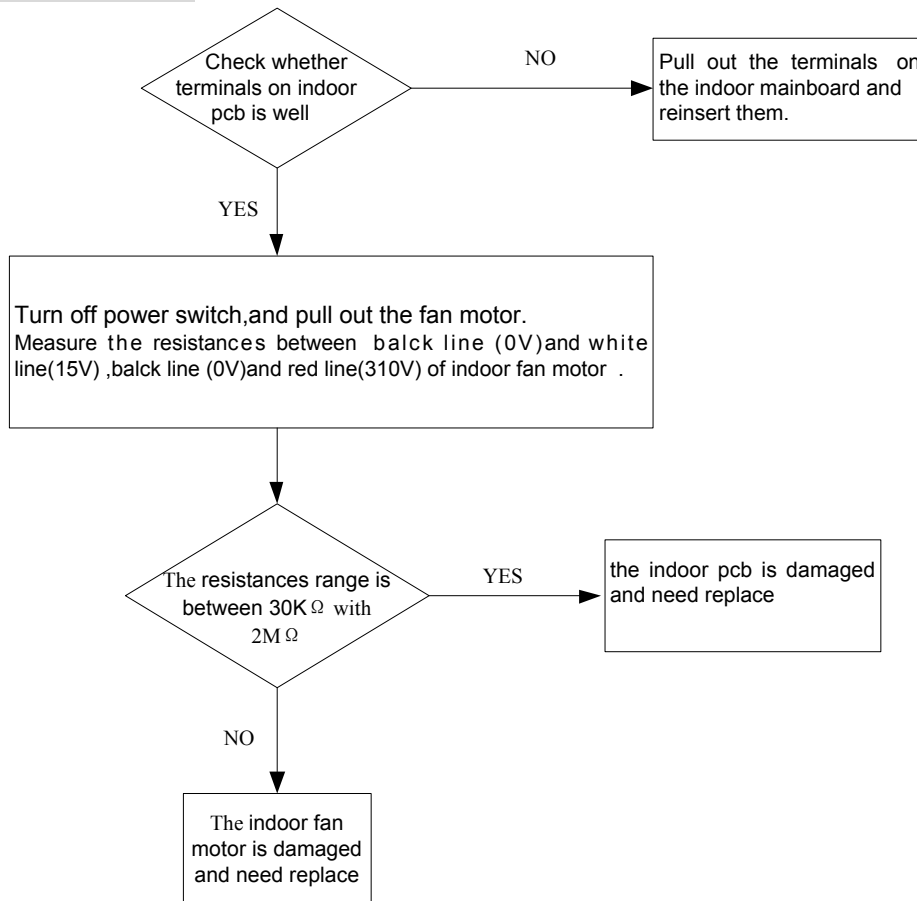 Check whether
terminals on indoor
pcb is well
NO
Pull out the terminals on
the indoor mainboard and
reinsert them.
YES
Turn off power switch,and pull out the fan motor.
Measure the resistances between balck line (0V)and white
line(15V) ,balck line (0V)and red line(310V) of indoor fan motor .
The resistances range is
between 30KΩ with
2MΩ
YES
the indoor pcb is damaged
and need replace
NO
The indoor fan
motor is damaged
and need replace